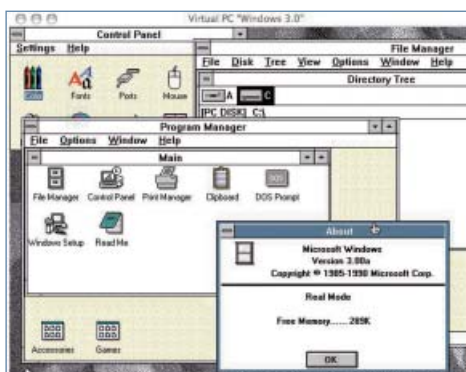 Virtual PC "Windows 3.0"
Control Panel
Settings Help
Color Fonts Ports Mouse
File Manager
File Disk Tree View Options Window Help
Directory Tree
A C
[PC DISK] C:\
Program Manager
File Options Window Help
Main
File Manager Control Panel Print Manager Clipboard DOS Prompt
DOS
Windows Setup Read Me
Accessories Games
About
Microsoft Windows
Version 3.00a
Copyright © 1985-1990 Microsoft Corp.
Real Mode
Free Memory...... 289K
OK